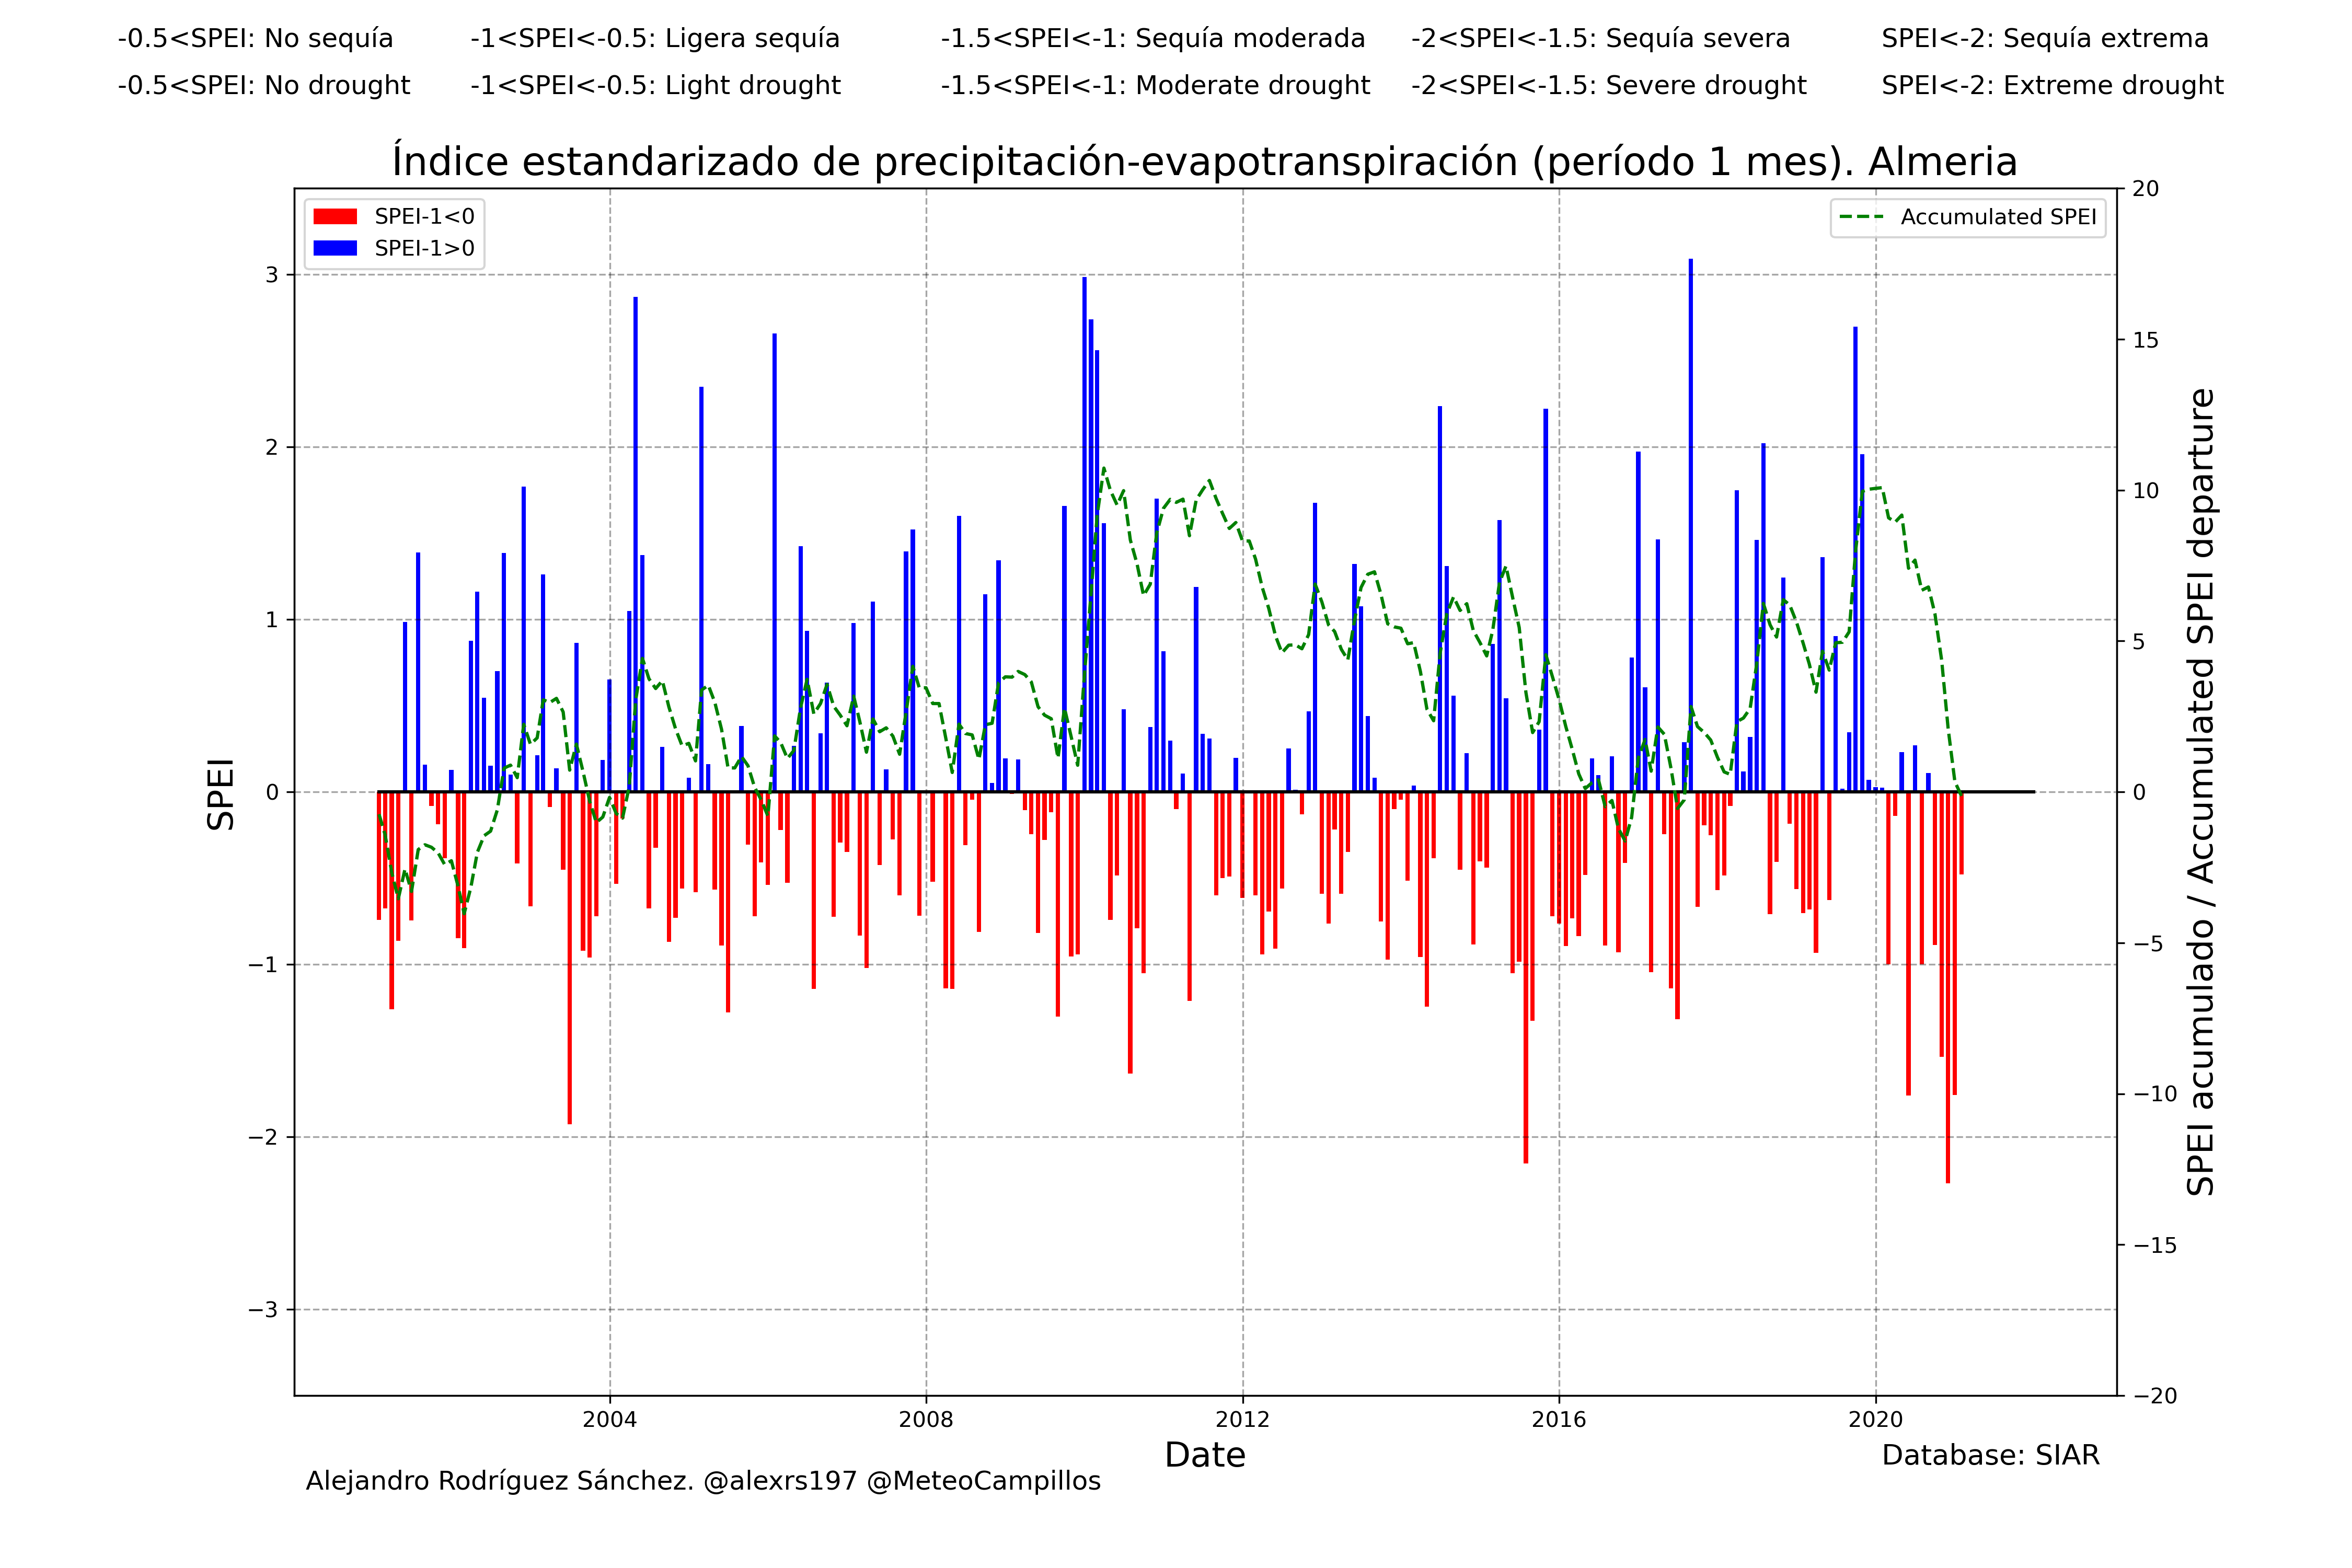 -0.5<SPEI: No sequía -1<SPEI<-0.5: Ligera sequía -1.5<SPEI<-1: Sequía moderada -2<SPEI<-1.5: Sequía severa SPEI<-2: Sequía extrema
-0.5<SPEI: No drought -1<SPEI<-0.5: Light drought -1.5<SPEI<-1: Moderate drought -2<SPEI<-1.5: Severe drought SPEI<-2: Extreme drought
Índice estandarizado de precipitación-evapotranspiración (período 1 mes). Almeria
SPEI-1<0
SPEI-1>0
Accumulated SPEI
SPEI
3
2
1
0
−1
−2
−3
20
15
10
5
0
−5
−10
−15
−20
SPEI acumulado / Accumulated SPEI departure
2004 2008 2012 2016 2020
Date
Database: SIAR
Alejandro Rodríguez Sánchez. @alexrs197 @MeteoCampillos